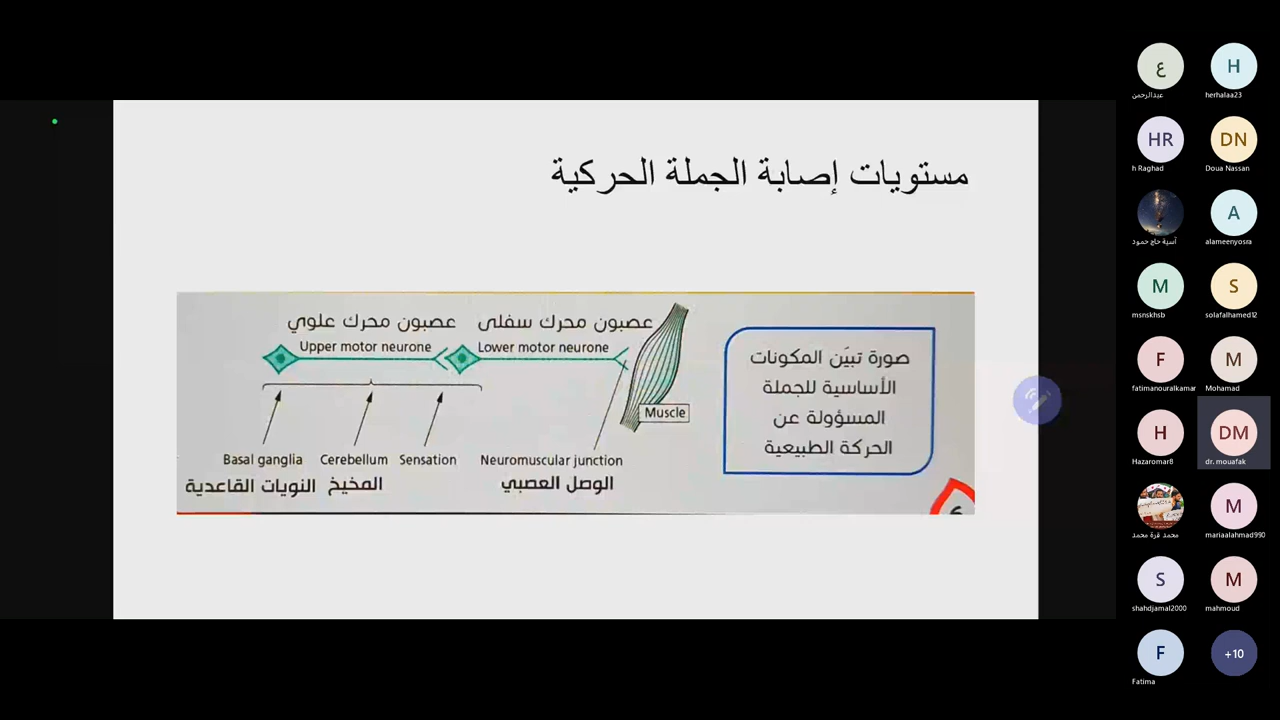 مستويات إصابة الجملة الحركية
عصبون محرك علوي
عصبون محرك سفلي
Upper motor neurone
Lower motor neurone
Muscle
صورة تبيَن المكونات
الأساسية للجملة
المسؤولة عن
الحركة الطبيعية
Basal ganglia
Cerebellum
Sensation
Neuromuscular junction
النويات القاعدية
المخيخ
الوصل العصبي
ع
H
عبدالرحمن
herhalaa23
HR
DN
h Raghad
Doua Nassan
A
آسية حاج حمود
alameenyosra
M
S
msnskhsb
solafalhamed12
F
M
fatimanouralkamar
Mohamad
H
DM
Hazaromar8
dr. mouafak
M
محمد قرة محمد
mariaalahmad990
S
M
shahdjamal2000
mahmoud
F
+10
Fatima